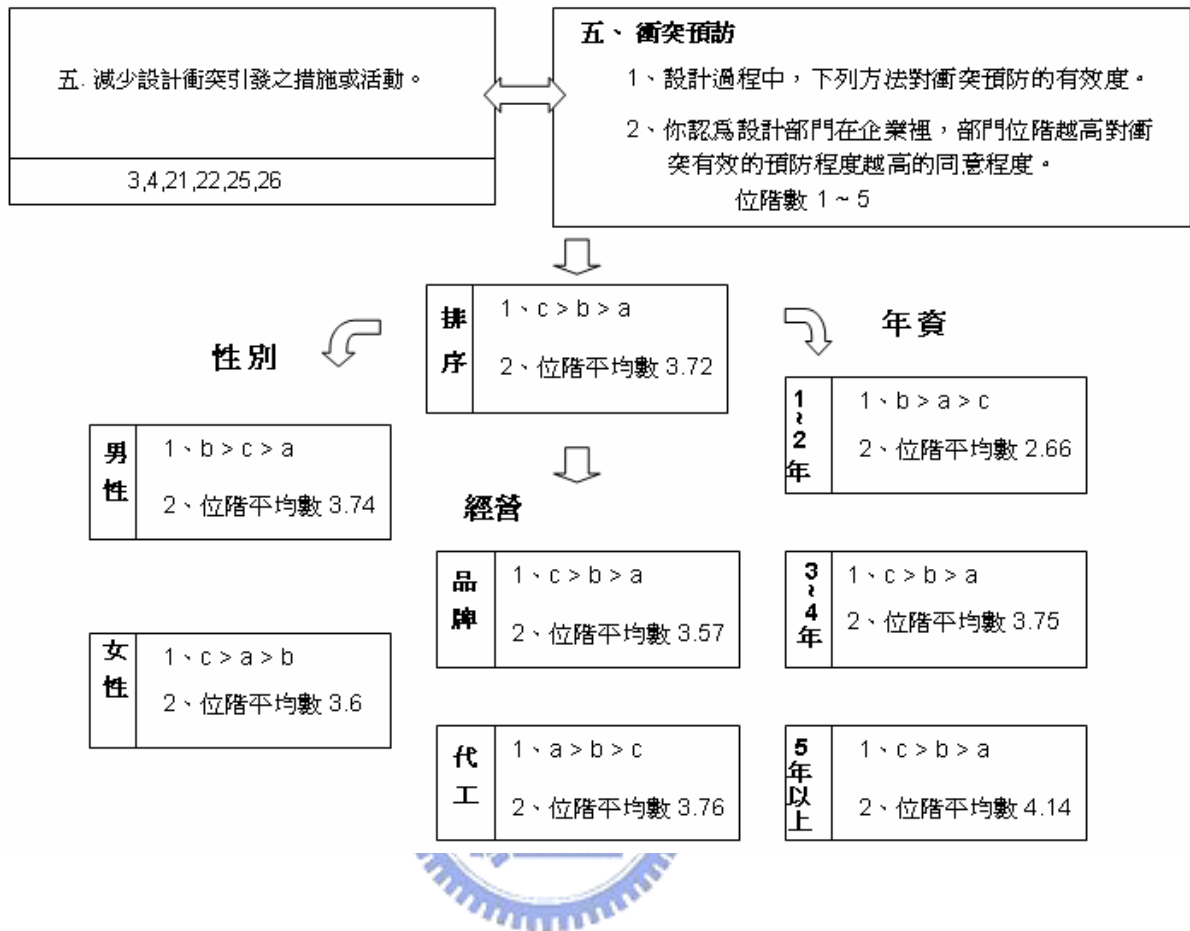 五. 減少設計衝突引發之措施或活動。
3,4,21,22,25,26
五、 衝突預訪
1、設計過程中，下列方法對衝突預防的有效度。
2、你認為設計部門在企業裡，部門位階越高對衝
突有效的預防程度越高的同意程度。
位階數 1 ~ 5
排序
1、c > b > a
2、位階平均數 3.72
性別
男性
1、b > c > a
2、位階平均數 3.74
女性
1、c > a > b
2、位階平均數 3.6
經營
品牌
1、c > b > a
2、位階平均數 3.57
代工
1、a > b > c
2、位階平均數 3.76
年資
1~2年
1、b > a > c
2、位階平均數 2.66
3~4年
1、c > b > a
2、位階平均數 3.75
5年以上
1、c > b > a
2、位階平均數 4.14